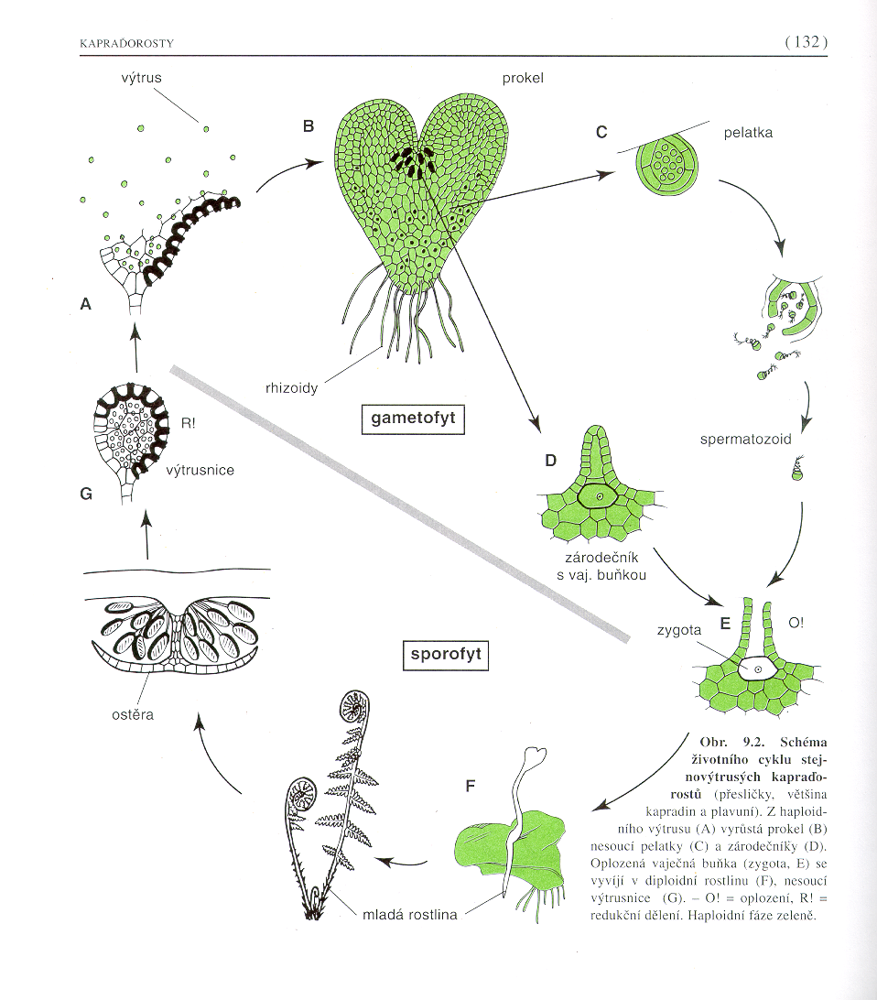 KAPRAĎOROSTY
(132)
výtrus
prokel
B
C
pelatka
A
rhizoidy
gametofyt
R!
výtrusnice
G
spermatozoid
D
zárodečník
s vaj. buňkou
zygota
E
O!
sporofyt
ostěra
F
mladá rostlina
Obr. 9.2. Schéma
životního cyklu stej-
novýtrusých kapraďo-
rostů (přesličky, většina
kapradin a plavuní). Z haploid-
ního výtrusu (A) vyrůstá prokel (B)
nesoucí pelatky (C) a zárodečníky (D).
Oplozená vaječná buňka (zygota, E) se
vyvíjí v diploidní rostlinu (F), nesoucí
výtrusnice (G). – O! = oplození, R! =
redukční dělení. Haploidní fáze zeleně.